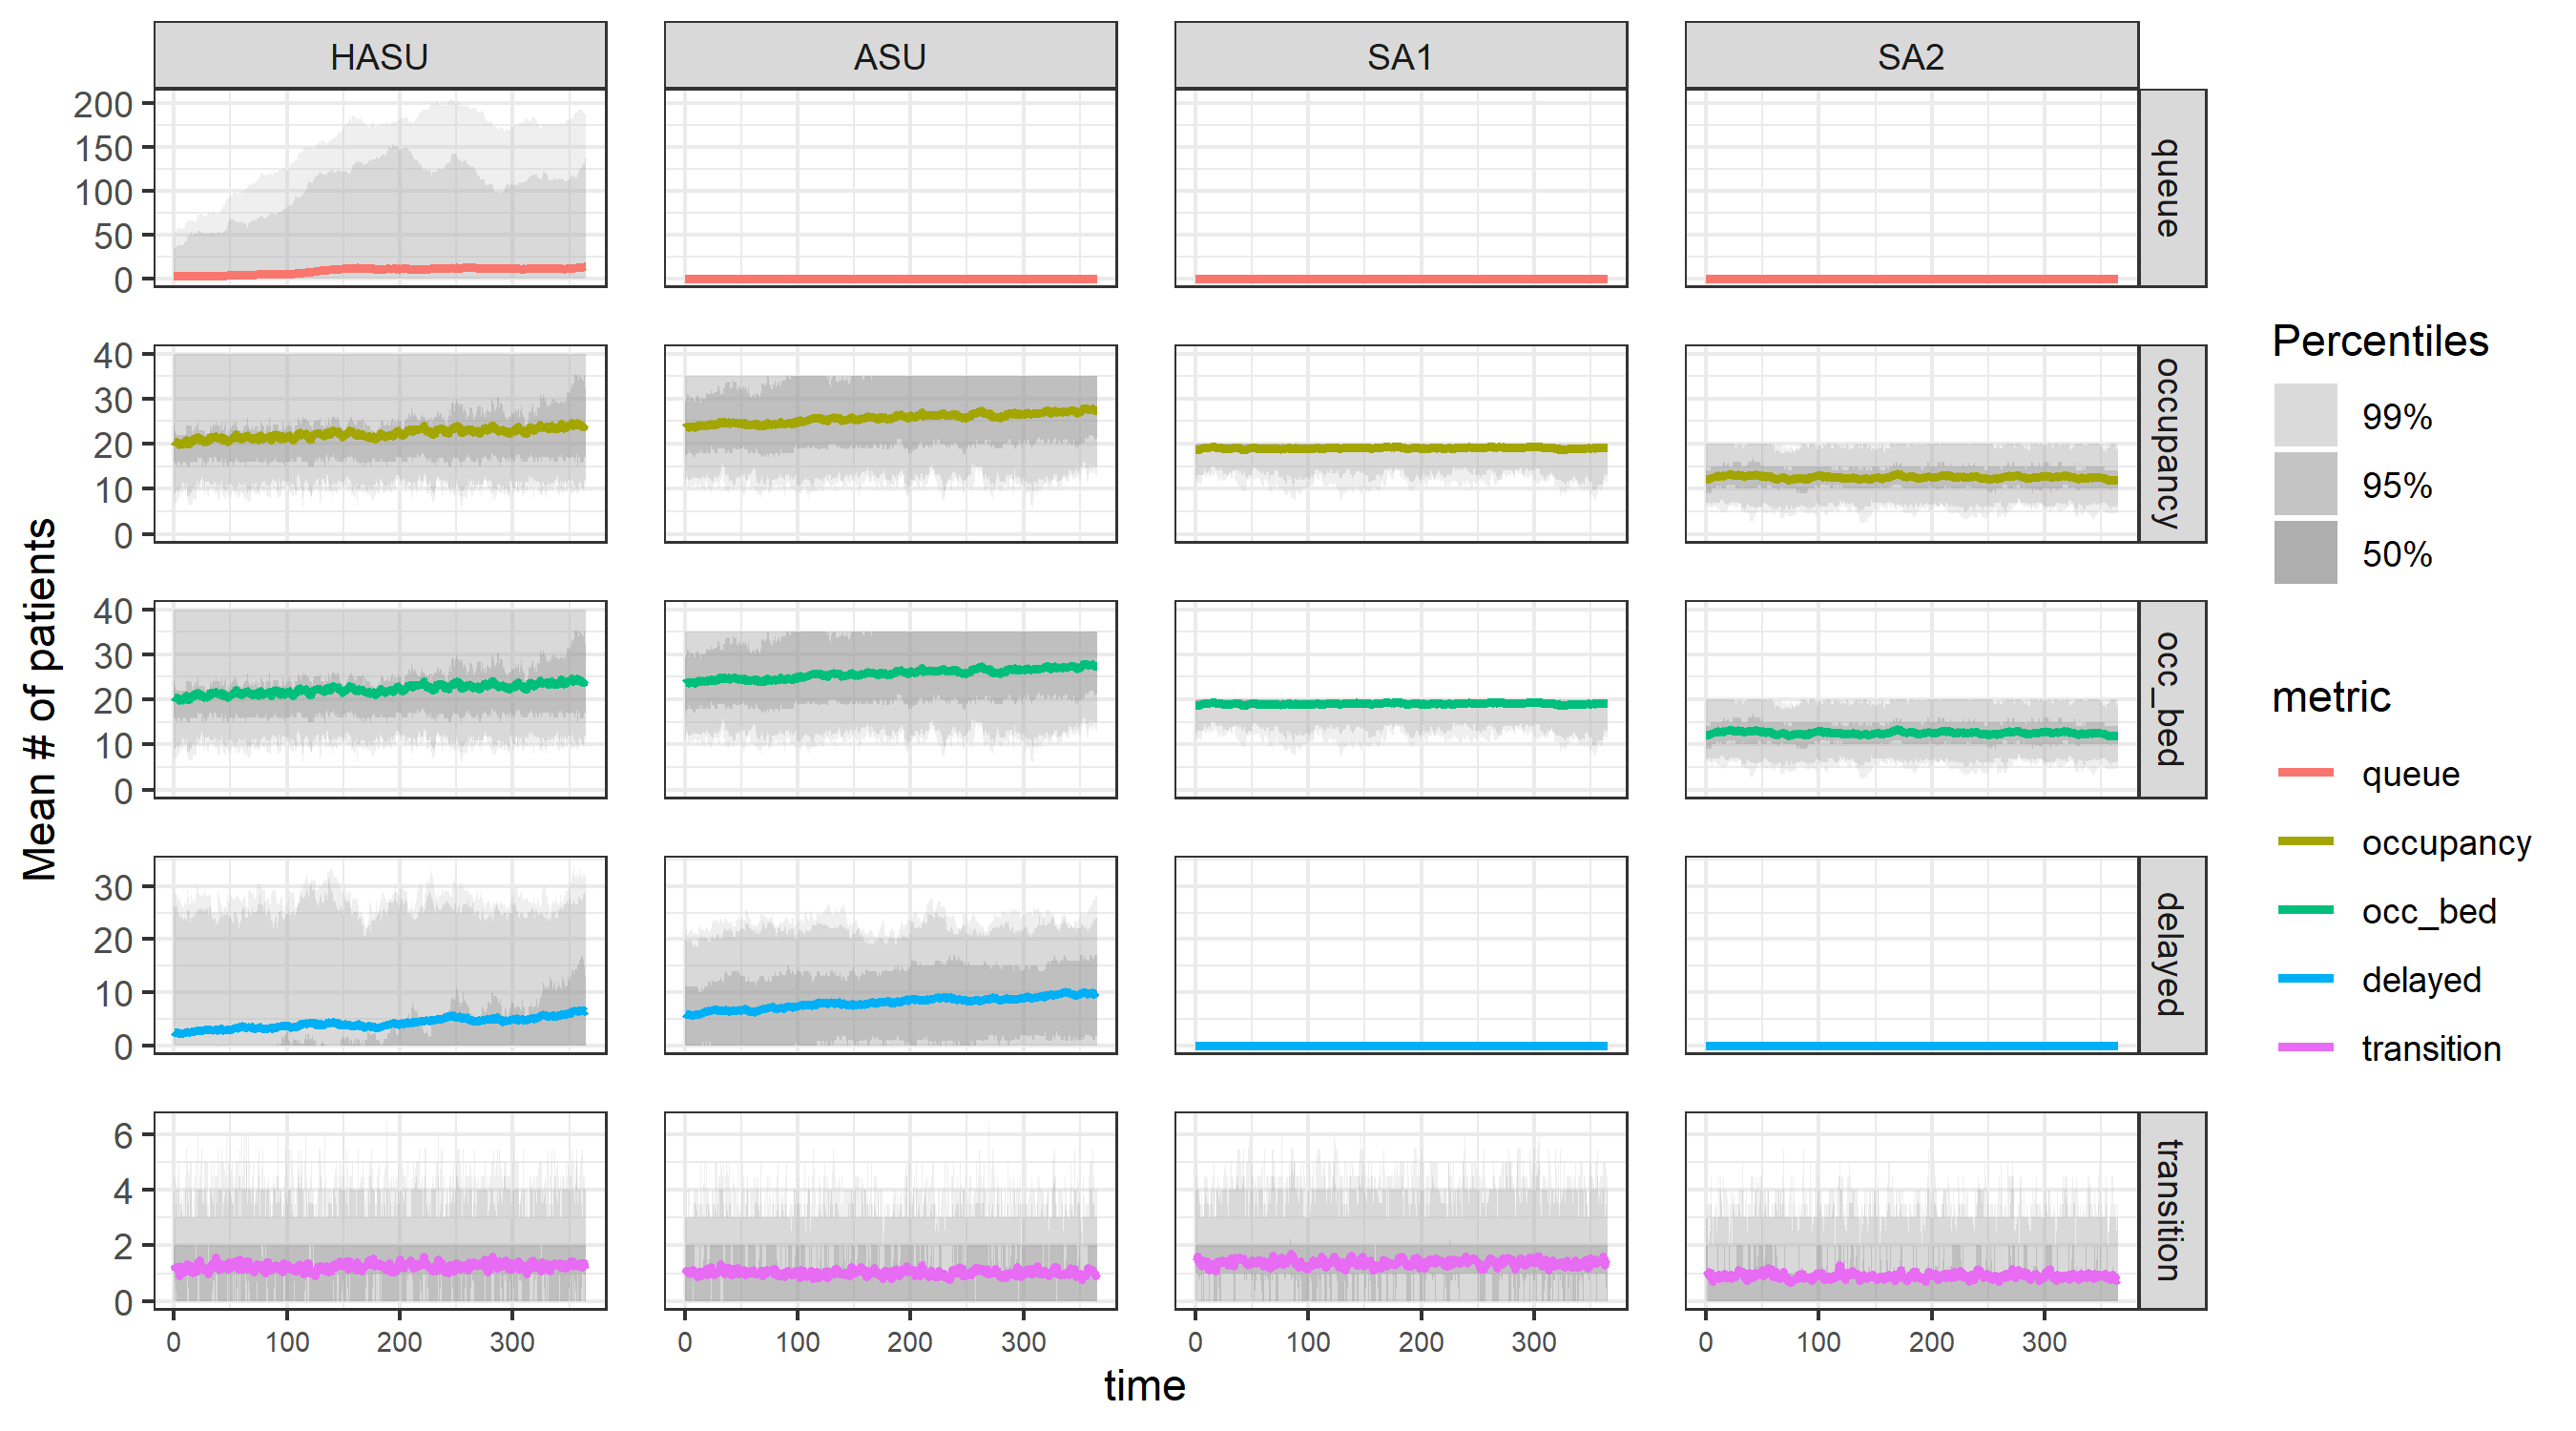 HASU
ASU
SA1
SA2
200
150
100
50
0
queue
40
30
20
10
0
occupancy
40
30
20
10
0
occ_bed
30
20
10
0
delayed
6
4
2
0
transition
0 100 200 300
0 100 200 300
0 100 200 300
0 100 200 300
time
Mean # of patients
Percentiles
99%
95%
50%
metric
queue
occupancy
occ_bed
delayed
transition